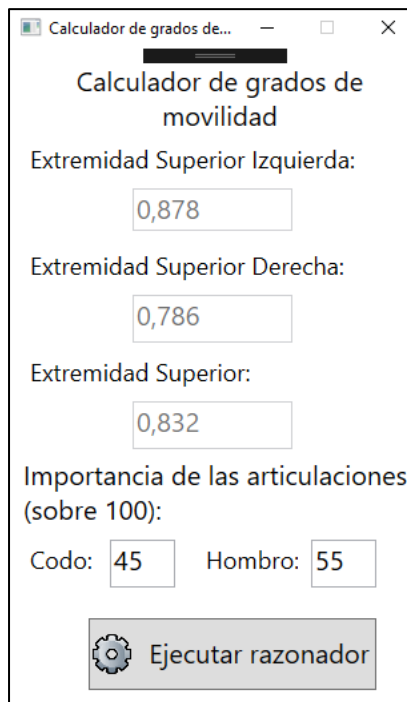 Calculador de grados de...
Calculador de grados de
movilidad
Extremidad Superior Izquierda:
0,878
Extremidad Superior Derecha:
0,786
Extremidad Superior:
0,832
Importancia de las articulaciones
(sobre 100):
Codo: 45 Hombro: 55
Ejecutar razonador